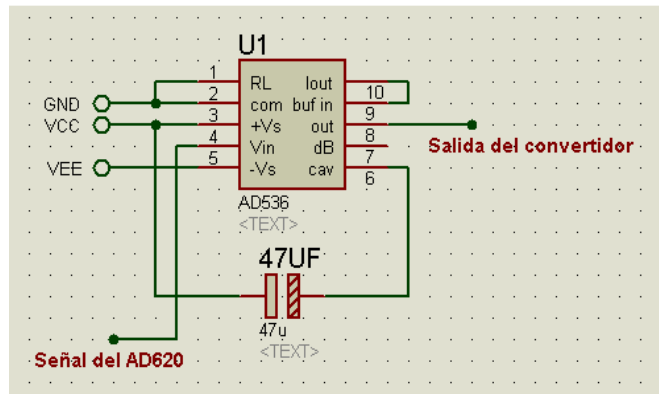 U1
1
2
3
4
5
RL
com
+Vs
Vin
-Vs
Iout
buf in
out
dB
cav
10
9
8
7
6
GND
VCC
VEE
Salida del convertidor
AD536
<TEXT>
47UF
47u
<TEXT>
Señal del AD620